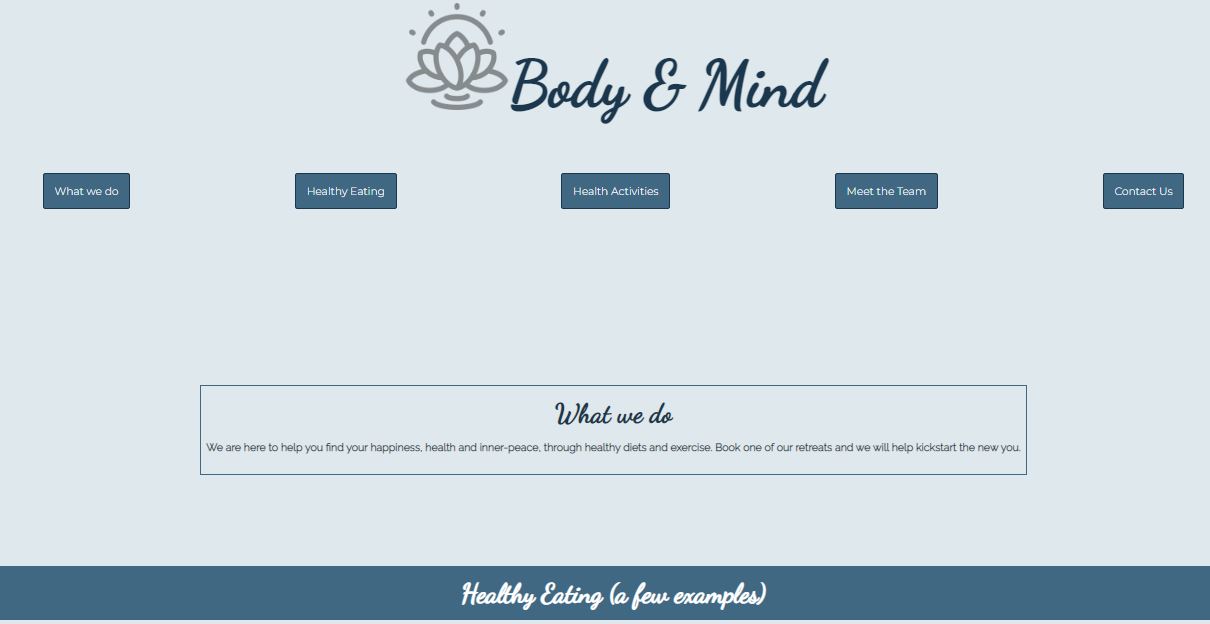 Body & Mind
What we do
Healthy Eating
Health Activities
Meet the Team
Contact Us
What we do
We are here to help you find your happiness, health and inner-peace, through healthy diets and exercise. Book one of our retreats and we will help kickstart the new you.
Healthy Eating (a few examples)